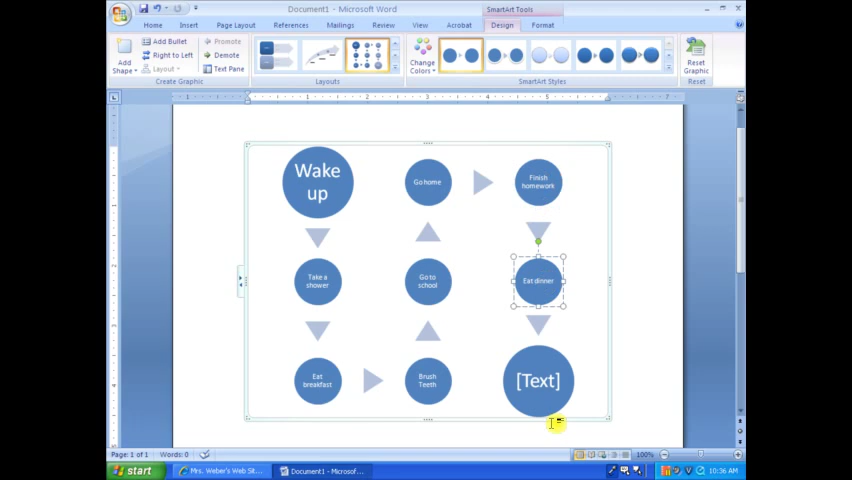 Document1 - Microsoft Word
SmartArt Tools
Home
Insert
Page Layout
References
Mailings
Review
View
Acrobat
Design
Format
Add Shape
Add Bullet
Right to Left
Layout
Promote
Demote
Text Pane
Create Graphic
Layouts
Change Colors
SmartArt Styles
Reset Graphic
Reset
Wake
up
Take a
shower
Eat
breakfast
Go home
Go to
school
Brush
Teeth
Finish
homework
Eat dinner
[Text]
Page: 1 of 1
Words: 0
100%
start
Mrs. Weber's Web Sit...
Document1 - Microsof...
10:36 AM